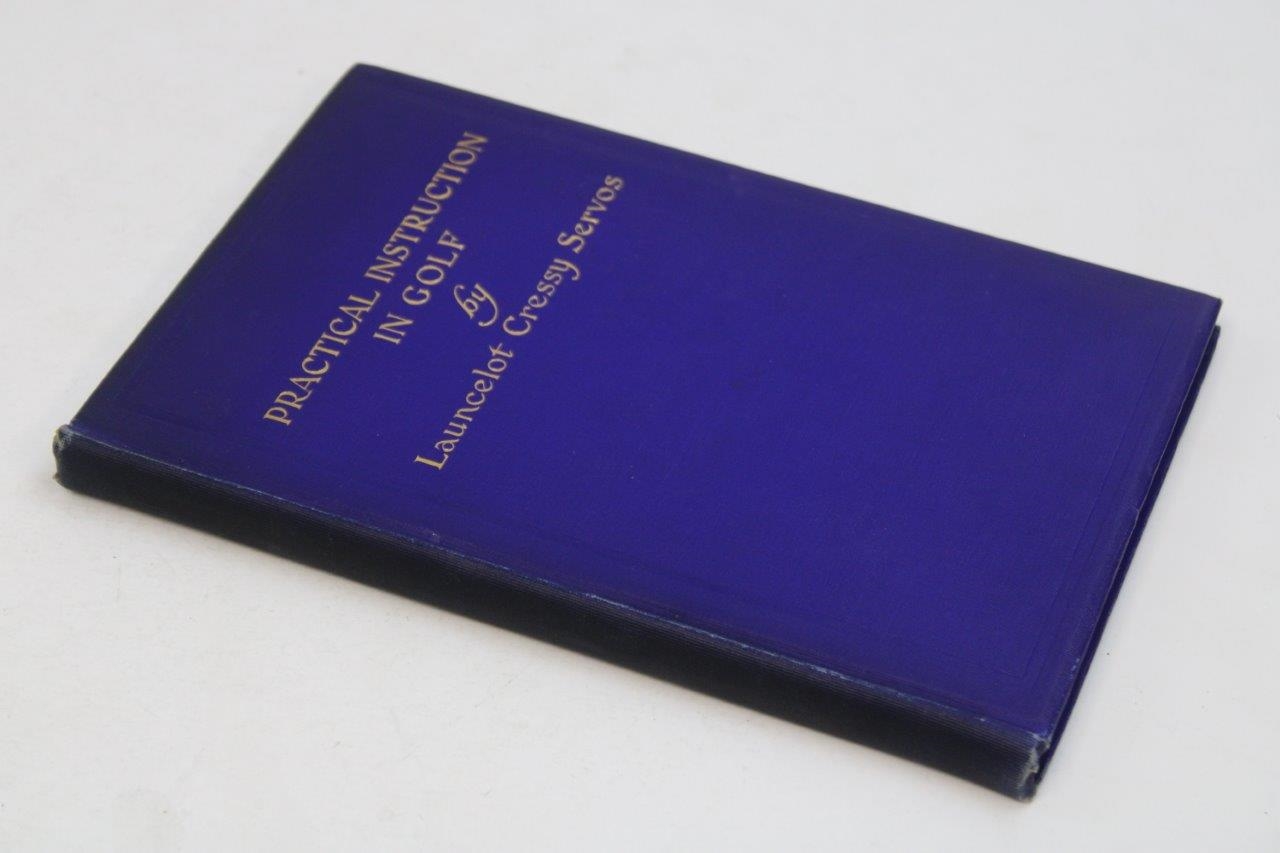 PRACTICAL INSTRUCTION
IN GOLF
by
Launcelot Cressy Servos